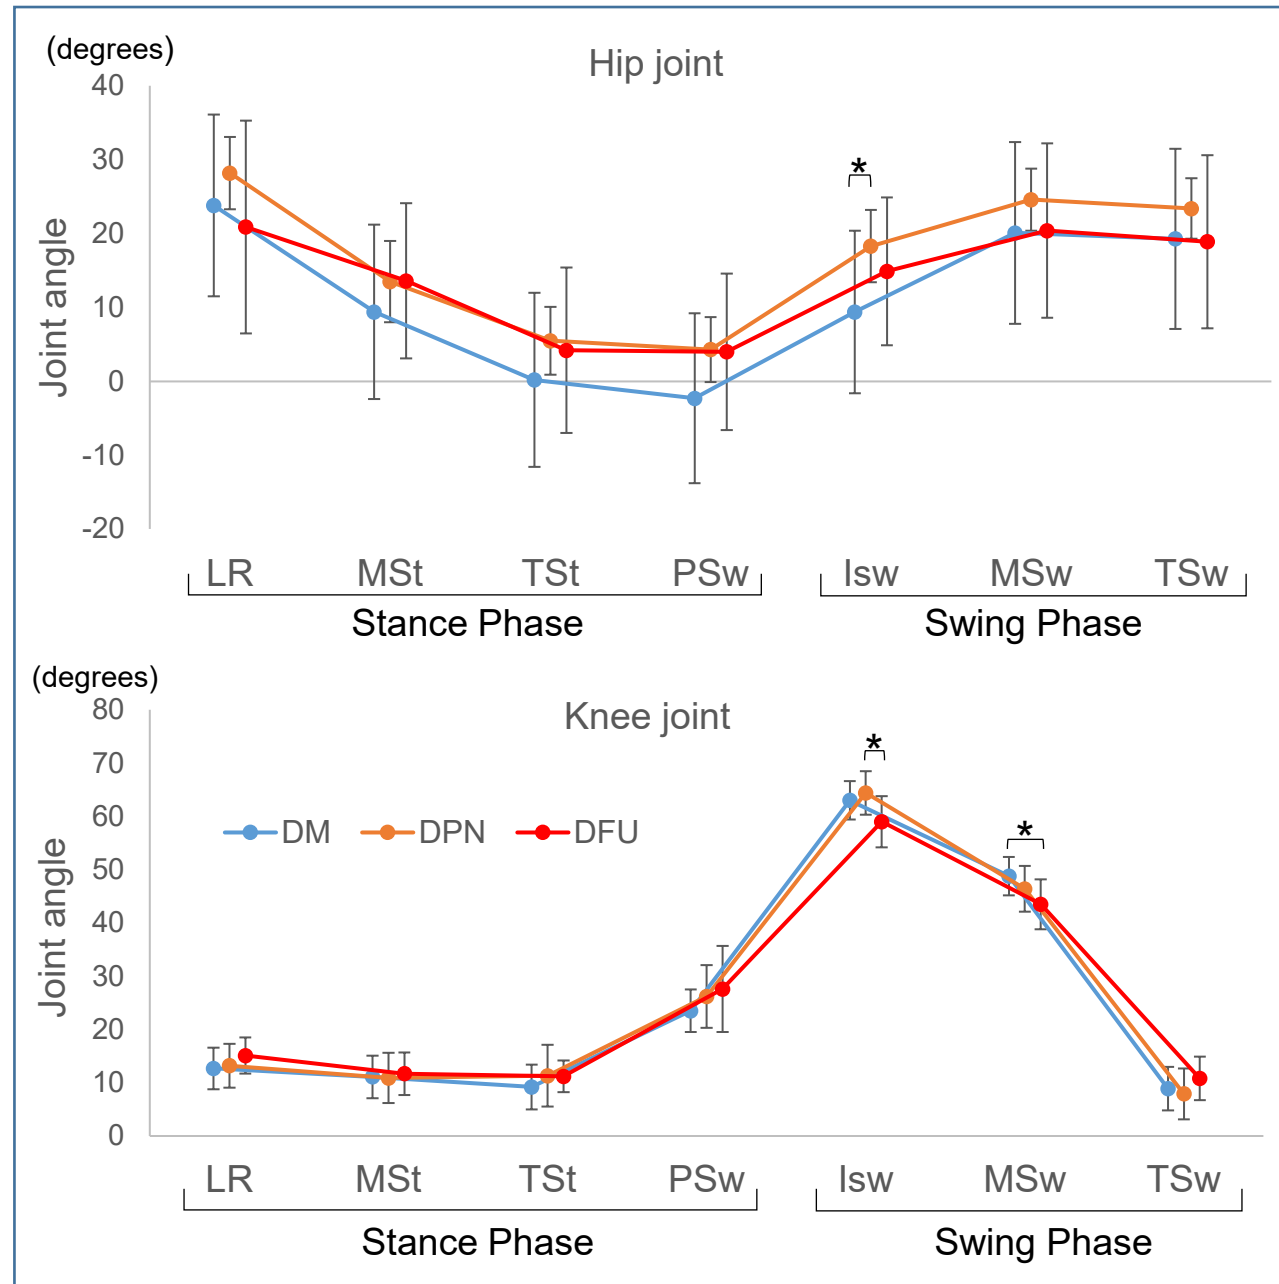 (degrees)
Hip joint
40
30
20
10
0
-10
-20
Joint angle
*
LR MSt TSt PSw Isw MSw TSw
Stance Phase Swing Phase
(degrees)
Knee joint
80
70
60
50
40
30
20
10
0
Joint angle
*
*
DM DPN DFU
LR MSt TSt PSw Isw MSw TSw
Stance Phase Swing Phase